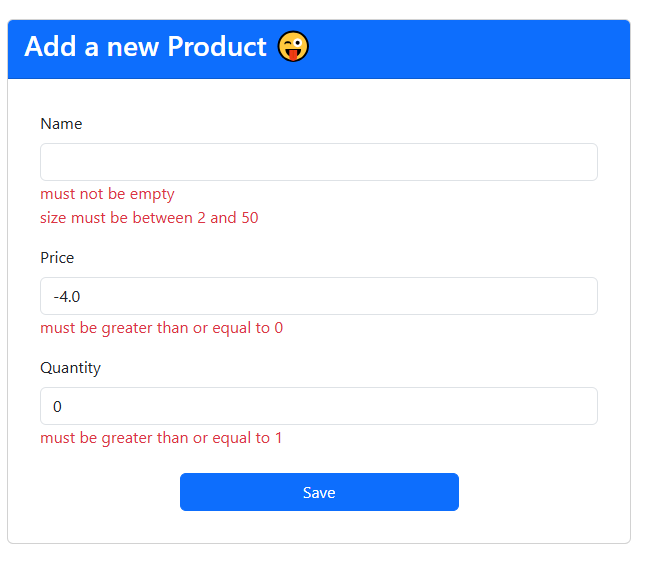 Add a new Product 😜
Name
must not be empty
size must be between 2 and 50
Price
-4.0
must be greater than or equal to 0
Quantity
0
must be greater than or equal to 1
Save